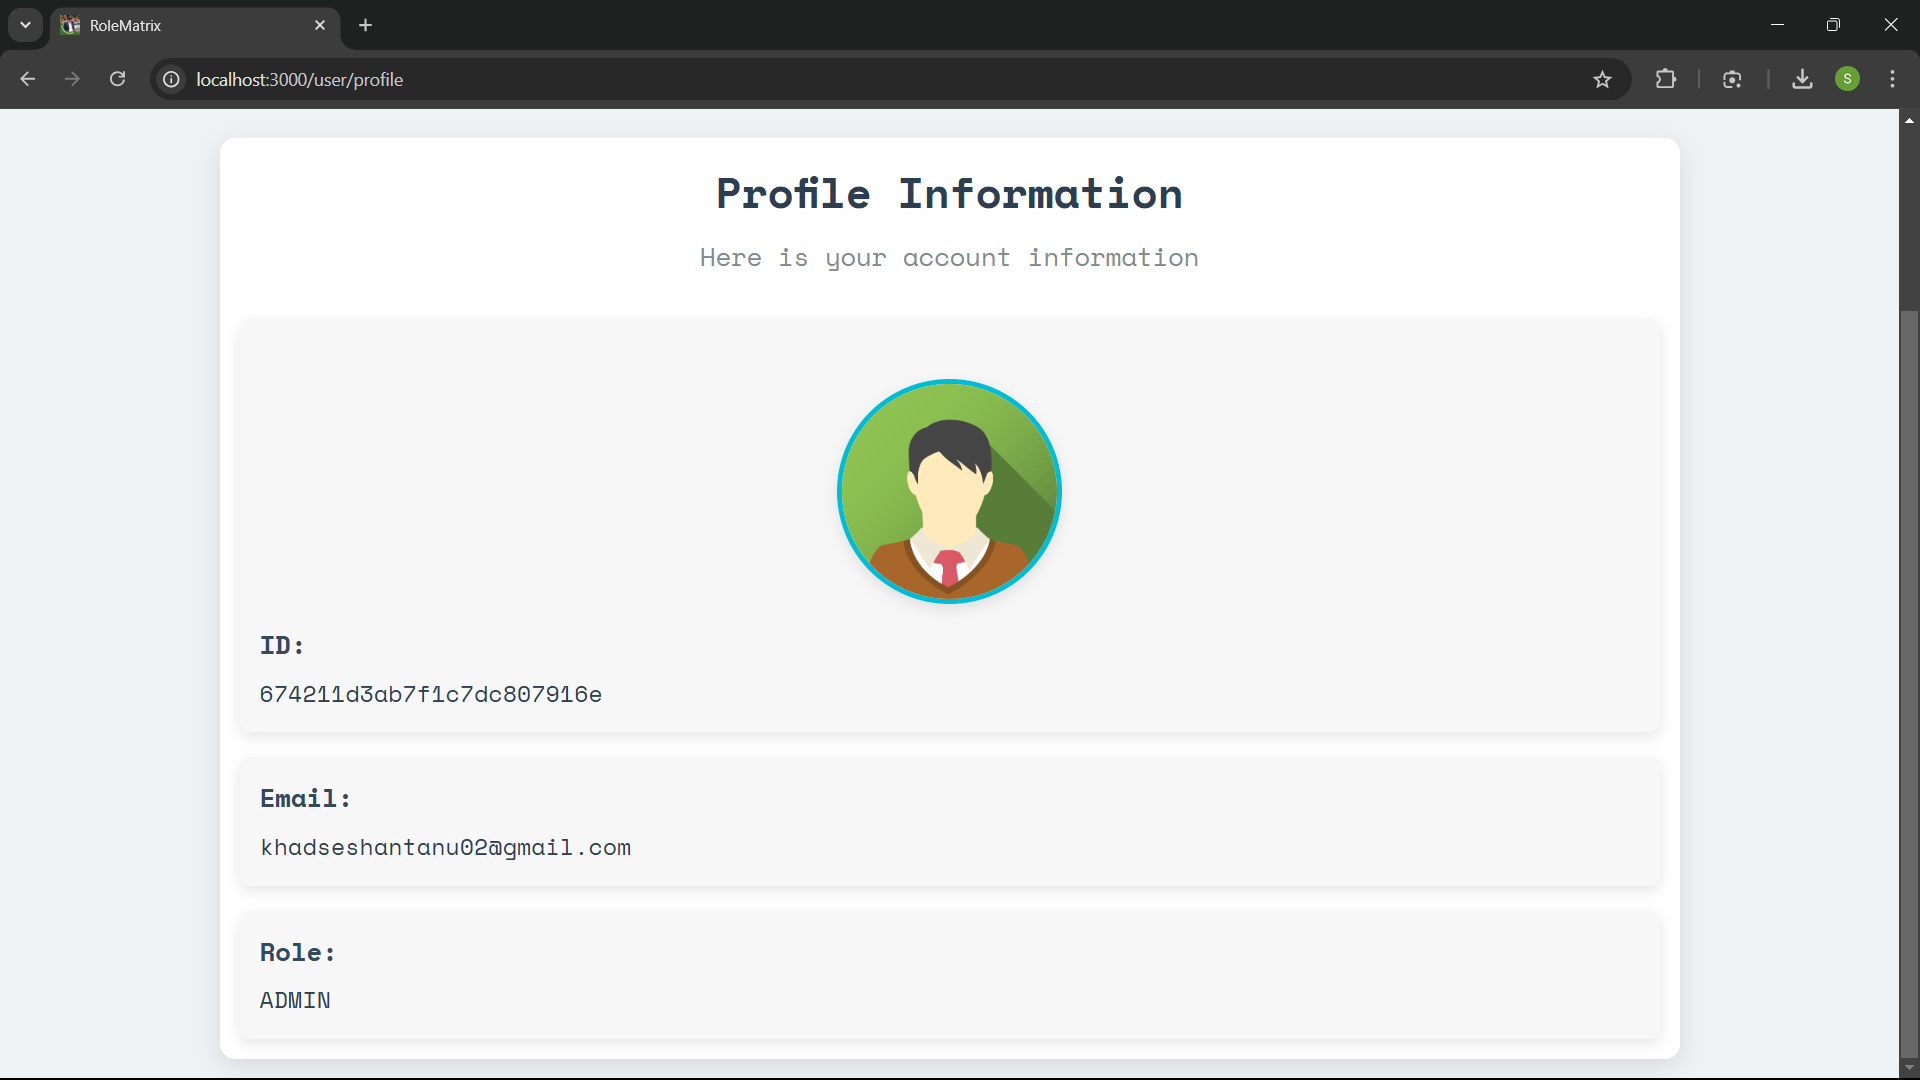 RoleMatrix
localhost:3000/user/profile
S
Profile Information
Here is your account information
ID:
674211d3ab7f1c7dc807916e
Email:
khadseshantanu02@gmail.com
Role:
ADMIN